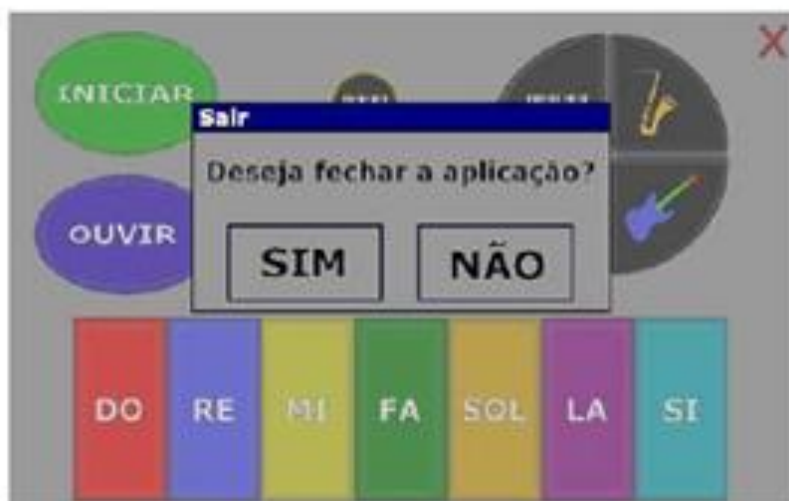 INICIAR
X
Sair
Deseja fechar a aplicação?
OUVIR
SIM
NÃO
DO
RE
MI
FA
SOL
LA
SI